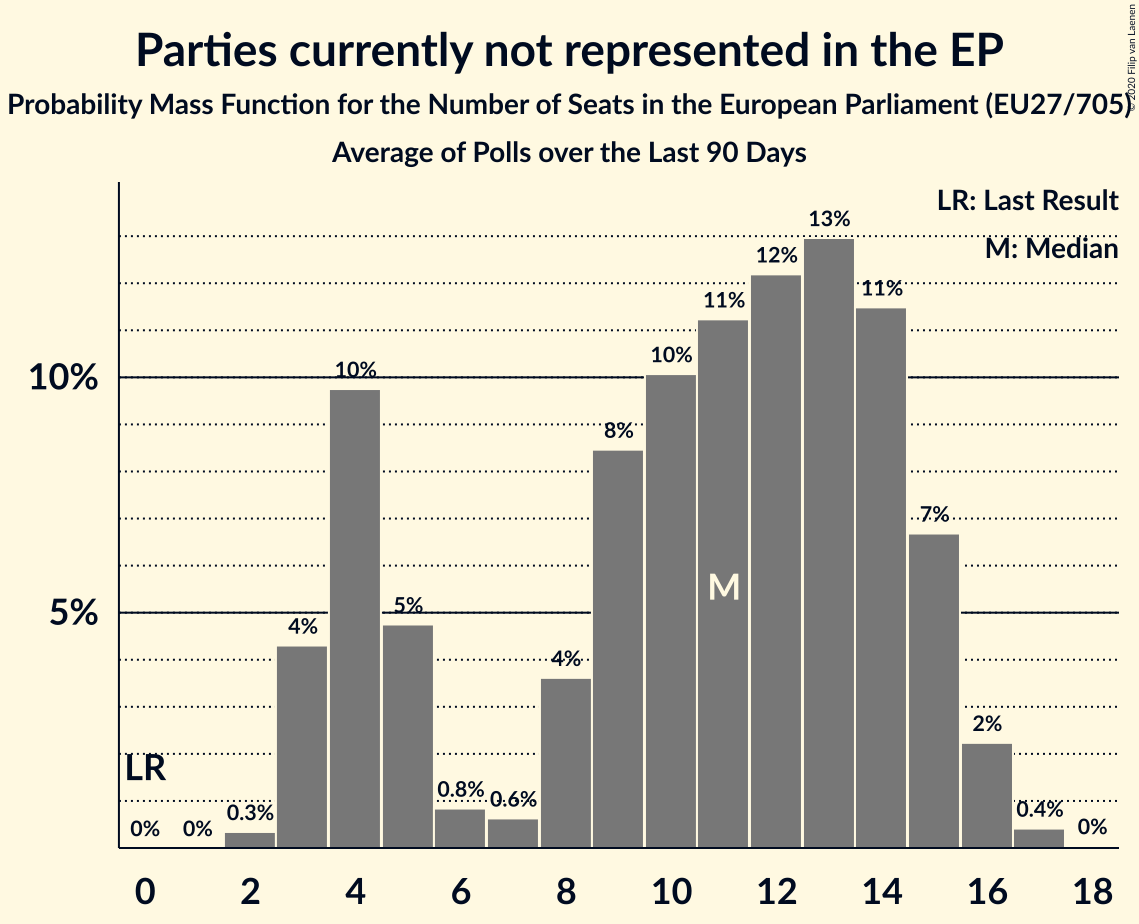 Parties currently not represented in the EP
Probability Mass Function for the Number of Seats in the European Parliament (EU27/705)
Average of Polls over the Last 90 Days
© 2020 Filip van Laenen
LR: Last Result
M: Median
10%
5%
0%
0%
0.3%
4%
10%
5%
0.8%
0.6%
4%
8%
10%
11%
12%
13%
11%
7%
2%
0.4%
0%
LR
M
0 2 4 6 8 10 12 14 16 18